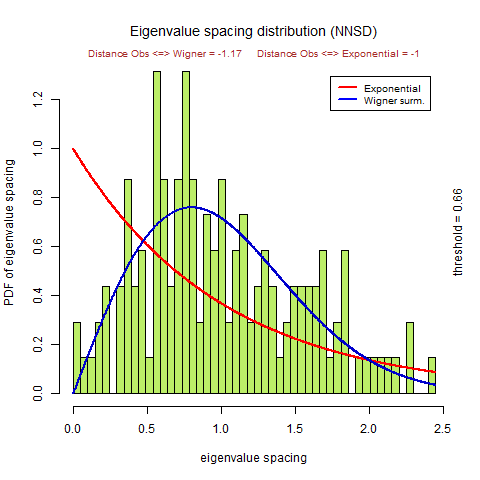 Eigenvalue spacing distribution (NNSD)
Distance Obs <=> Wigner = -1.17 Distance Obs <=> Exponential = -1
Exponential
Wigner surm.
PDF of eigenvalue spacing
1.2
1.0
0.8
0.6
0.4
0.2
0.0
threshold = 0.66
0.0 0.5 1.0 1.5 2.0 2.5
eigenvalue spacing